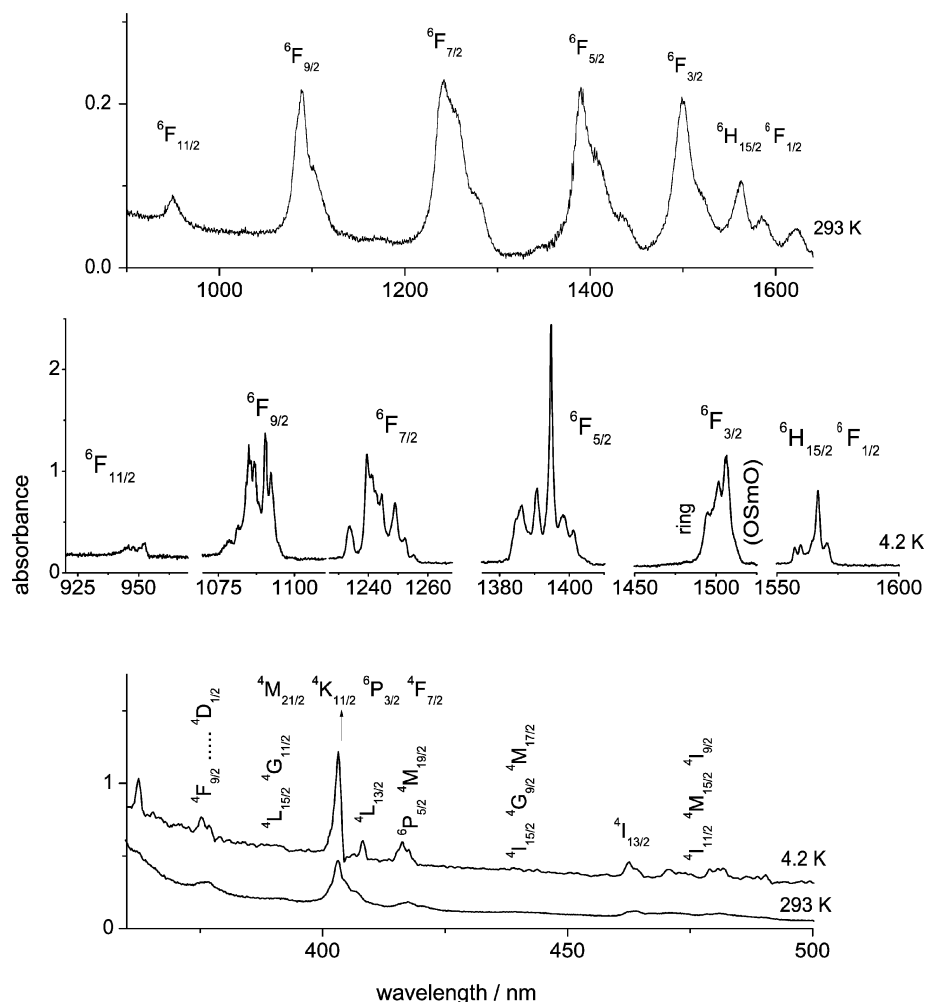 ⁶F₇/₂
⁶F₉/₂ ⁶F₅/₂
⁶F₃/₂
⁶F₁₁/₂ ⁶H₁₅/₂ ⁶F₁/₂
0.2
293 K
0.0
1000 1200 1400 1600
absorbance
2
⁶F₉/₂ ⁶F₇/₂ ⁶F₅/₂ ⁶F₃/₂
⁶H₁₅/₂ ⁶F₁/₂
⁶F₁₁/₂
1
ring
(OSmO)
4.2 K
0
925 950 1075 1100 1240 1260 1380 1400 1450 1500 1550 1600
⁴M₂₁/₂ ⁴K₁₁/₂ ⁶P₃/₂ ⁴F₇/₂
⁴F₉/₂ ..... ⁴D₁/₂
⁴L₁₅/₂ ⁴G₁₁/₂
⁴L₁₃/₂
⁶P₅/₂ ⁴M₁₉/₂
⁴I₁₅/₂ ⁴G₉/₂ ⁴M₁₇/₂
⁴I₁₃/₂
⁴I₁₁/₂ ⁴M₁₅/₂ ⁴I₉/₂
1
4.2 K
293 K
0
400 450 500
wavelength / nm